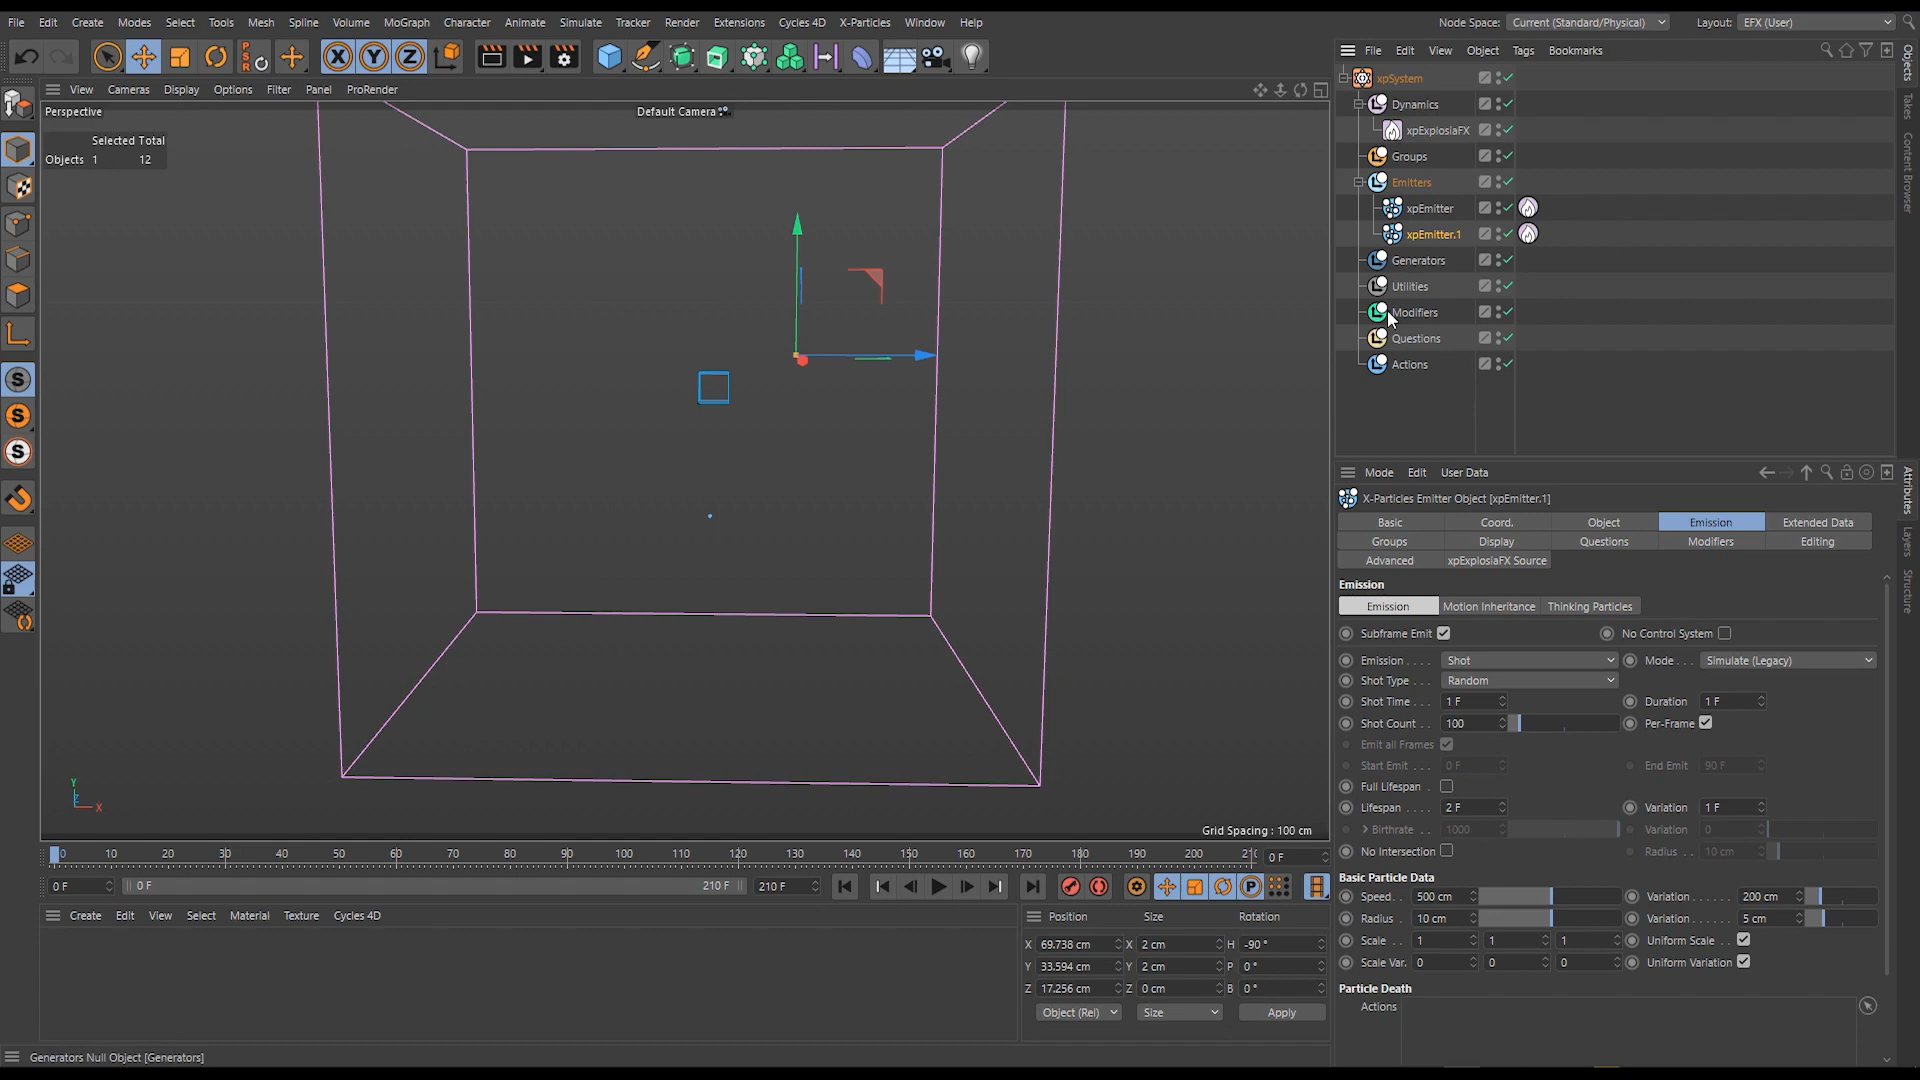 File Edit Create Modes Select Tools Mesh Spline Volume MoGraph Character Animate Simulate Tracker Render Extensions Cycles 4D X-Particles Window Help Node Space: Current (Standard/Physical) Layout: EFX (User)
File Edit View Object Tags Bookmarks
View Cameras Display Options Filter Panel ProRender
Perspective
Default Camera
Selected Total
Objects 1 12
Y
Z
X
Grid Spacing : 100 cm
xpSystem
Dynamics
xpExplosiaFX
Groups
Emitters
xpEmitter
xpEmitter.1
Generators
Utilities
Modifiers
Questions
Actions
Objects
Takes
Content Browser
Attributes
Layers
Structure
Mode Edit User Data
X-Particles Emitter Object [xpEmitter.1]
Basic Coord. Object Emission Extended Data
Groups Display Questions Modifiers Editing
Advanced xpExplosiaFX Source
Emission
Emission Motion Inheritance Thinking Particles
Subframe Emit No Control System
Emission . . . . Shot Mode . . . Simulate (Legacy)
Shot Type . . . Random
Shot Time . . . 1 F Duration 1 F
Shot Count . . . 100 Per-Frame
Emit all Frames
Start Emit . . . 0 F End Emit 90 F
Full Lifespan .
Lifespan . . . . 2 F Variation 1 F
Birthrate . . 1000 Variation 0
No Intersection Radius . . 10 cm
Basic Particle Data
Speed. . 500 cm Variation . . . . . . 200 cm
Radius . 10 cm Variation . . . . . . 5 cm
Scale . . 1 1 1 Uniform Scale . .
Scale Var. 0 0 0 Uniform Variation
Particle Death
Actions
0 10 20 30 40 50 60 70 80 90 100 110 120 130 140 150 160 170 180 190 200 0 F
0 F 0 F 210 F 210 F
Create Edit View Select Material Texture Cycles 4D
Position Size Rotation
X 69.738 cm X 2 cm H -90 °
Y 33.594 cm Y 2 cm P 0 °
Z 17.256 cm Z 0 cm B 0 °
Object (Rel) Size Apply
Generators Null Object [Generators]